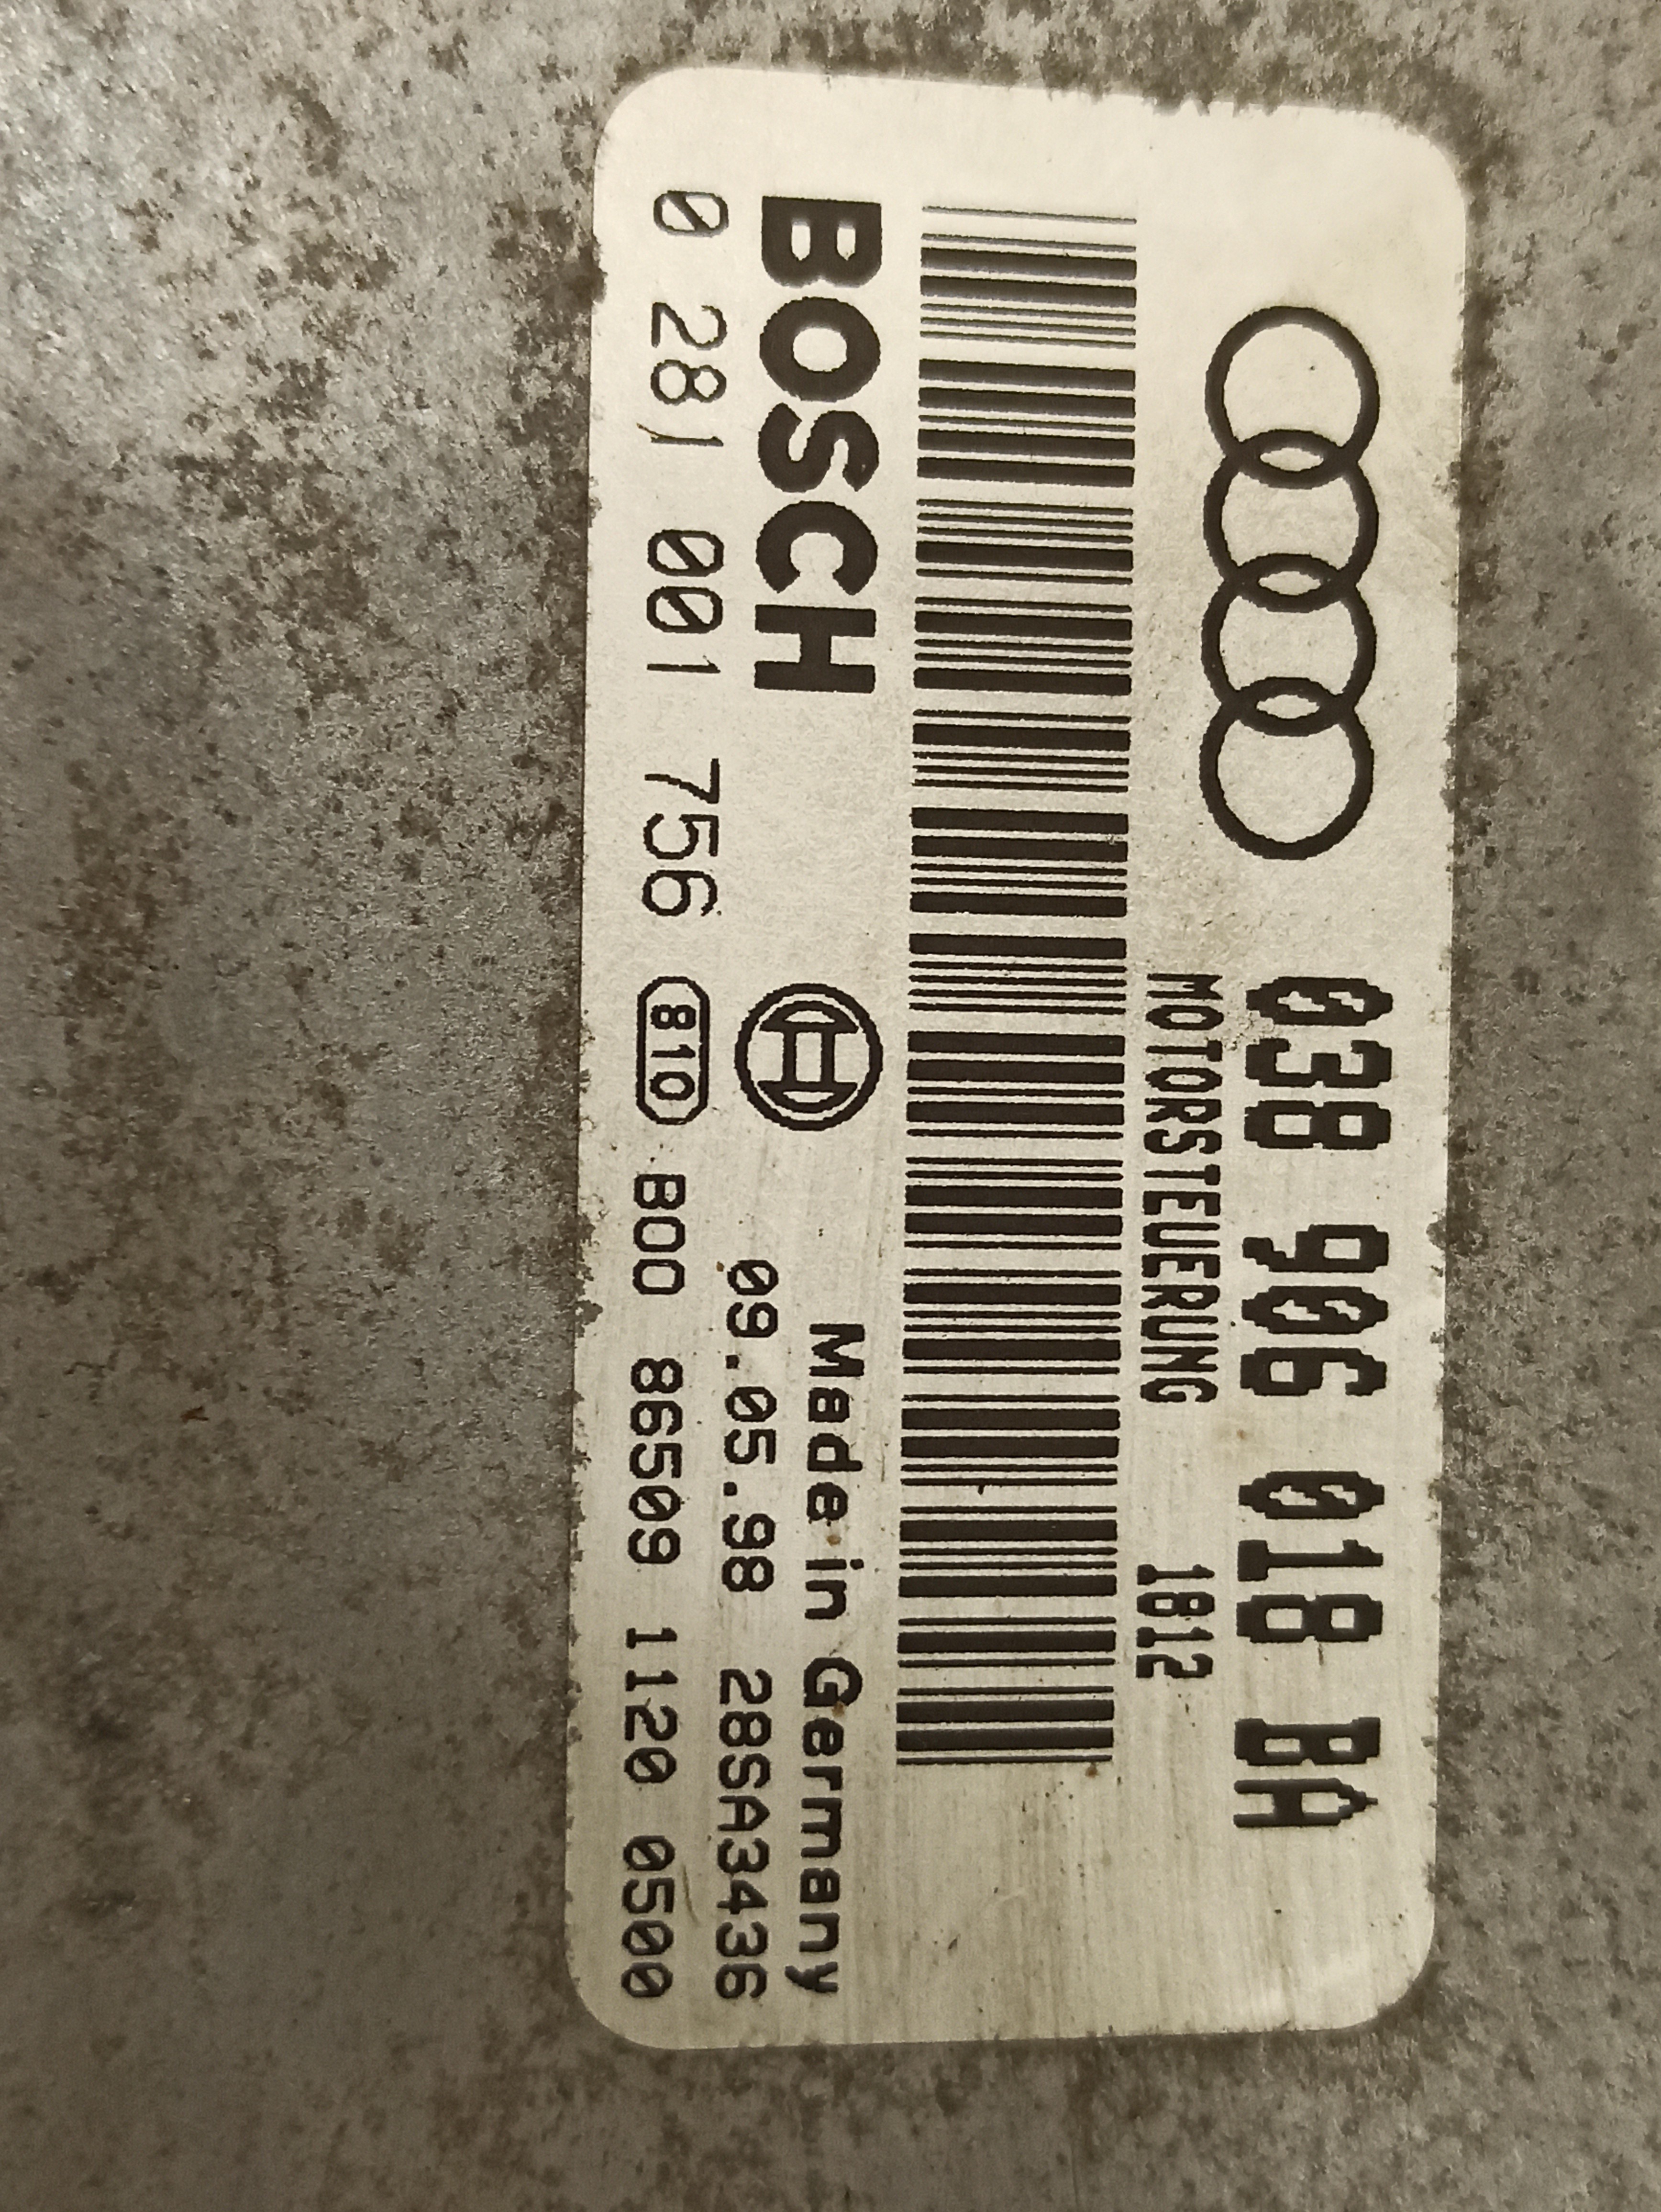 038 906 018 BA
MOTORSTEUERUNG 1812
BOSCH
Made in Germany
09.05.98 28SA3436
0 281 001 756 810 800 86509 1120 0500